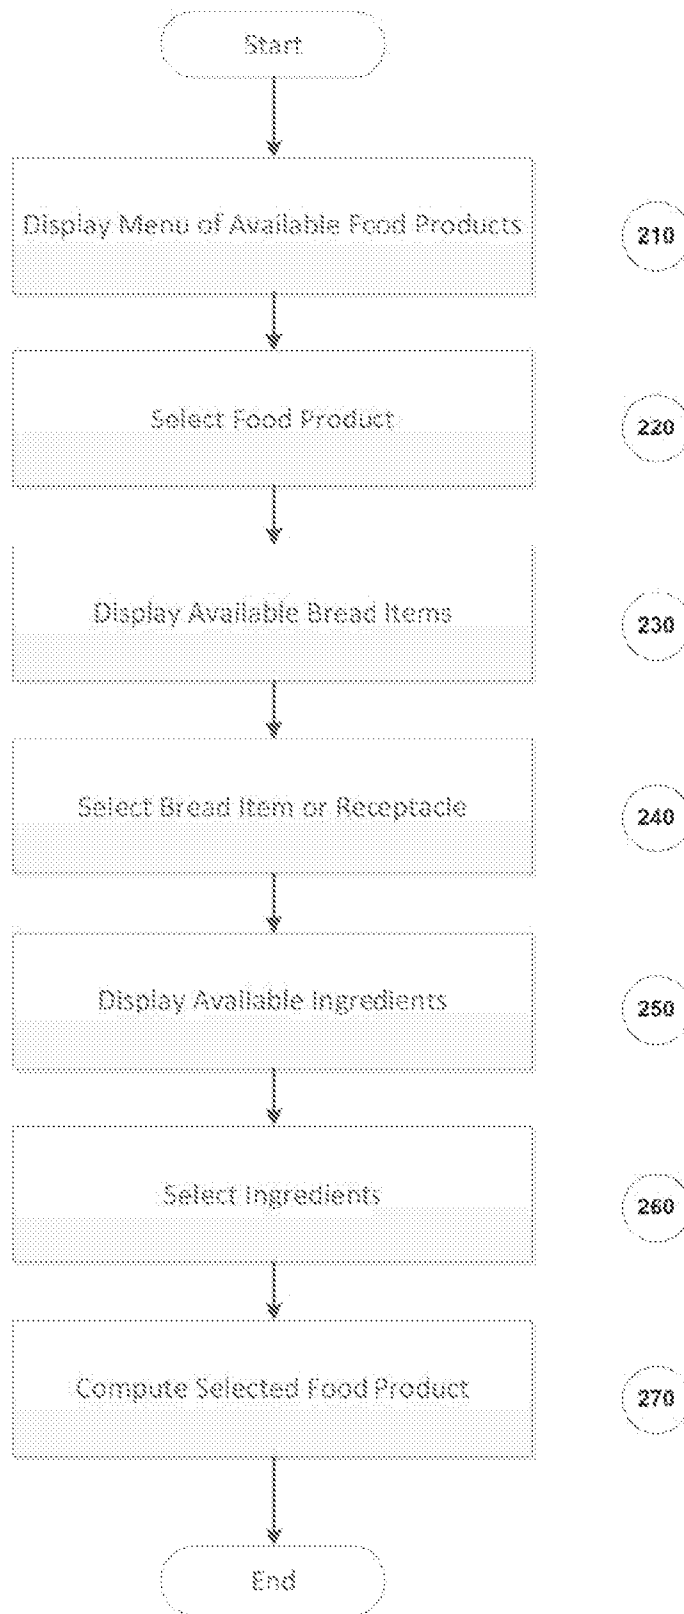 Start
Display Menu of Available Food Products
210
Select Food Product
220
Display Available Bread Items
230
Select Bread Item or Receptacle
240
Display Available Ingredients
250
Select Ingredients
260
Compute Selected Food Product
270
End